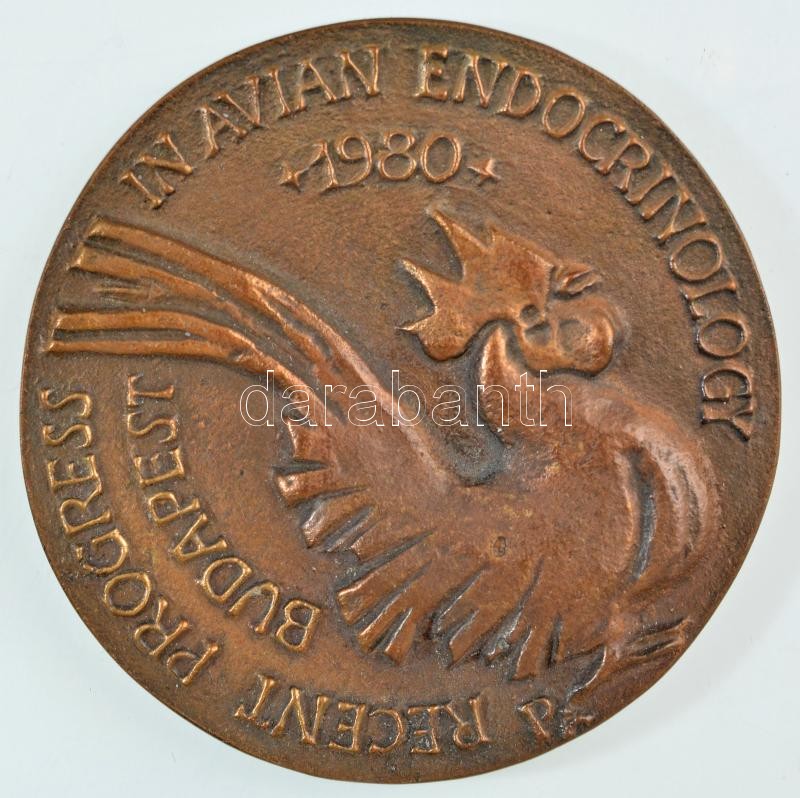 RECENT PROGRESS IN AVIAN ENDOCRINOLOGY
1980
BUDAPEST
darabanth